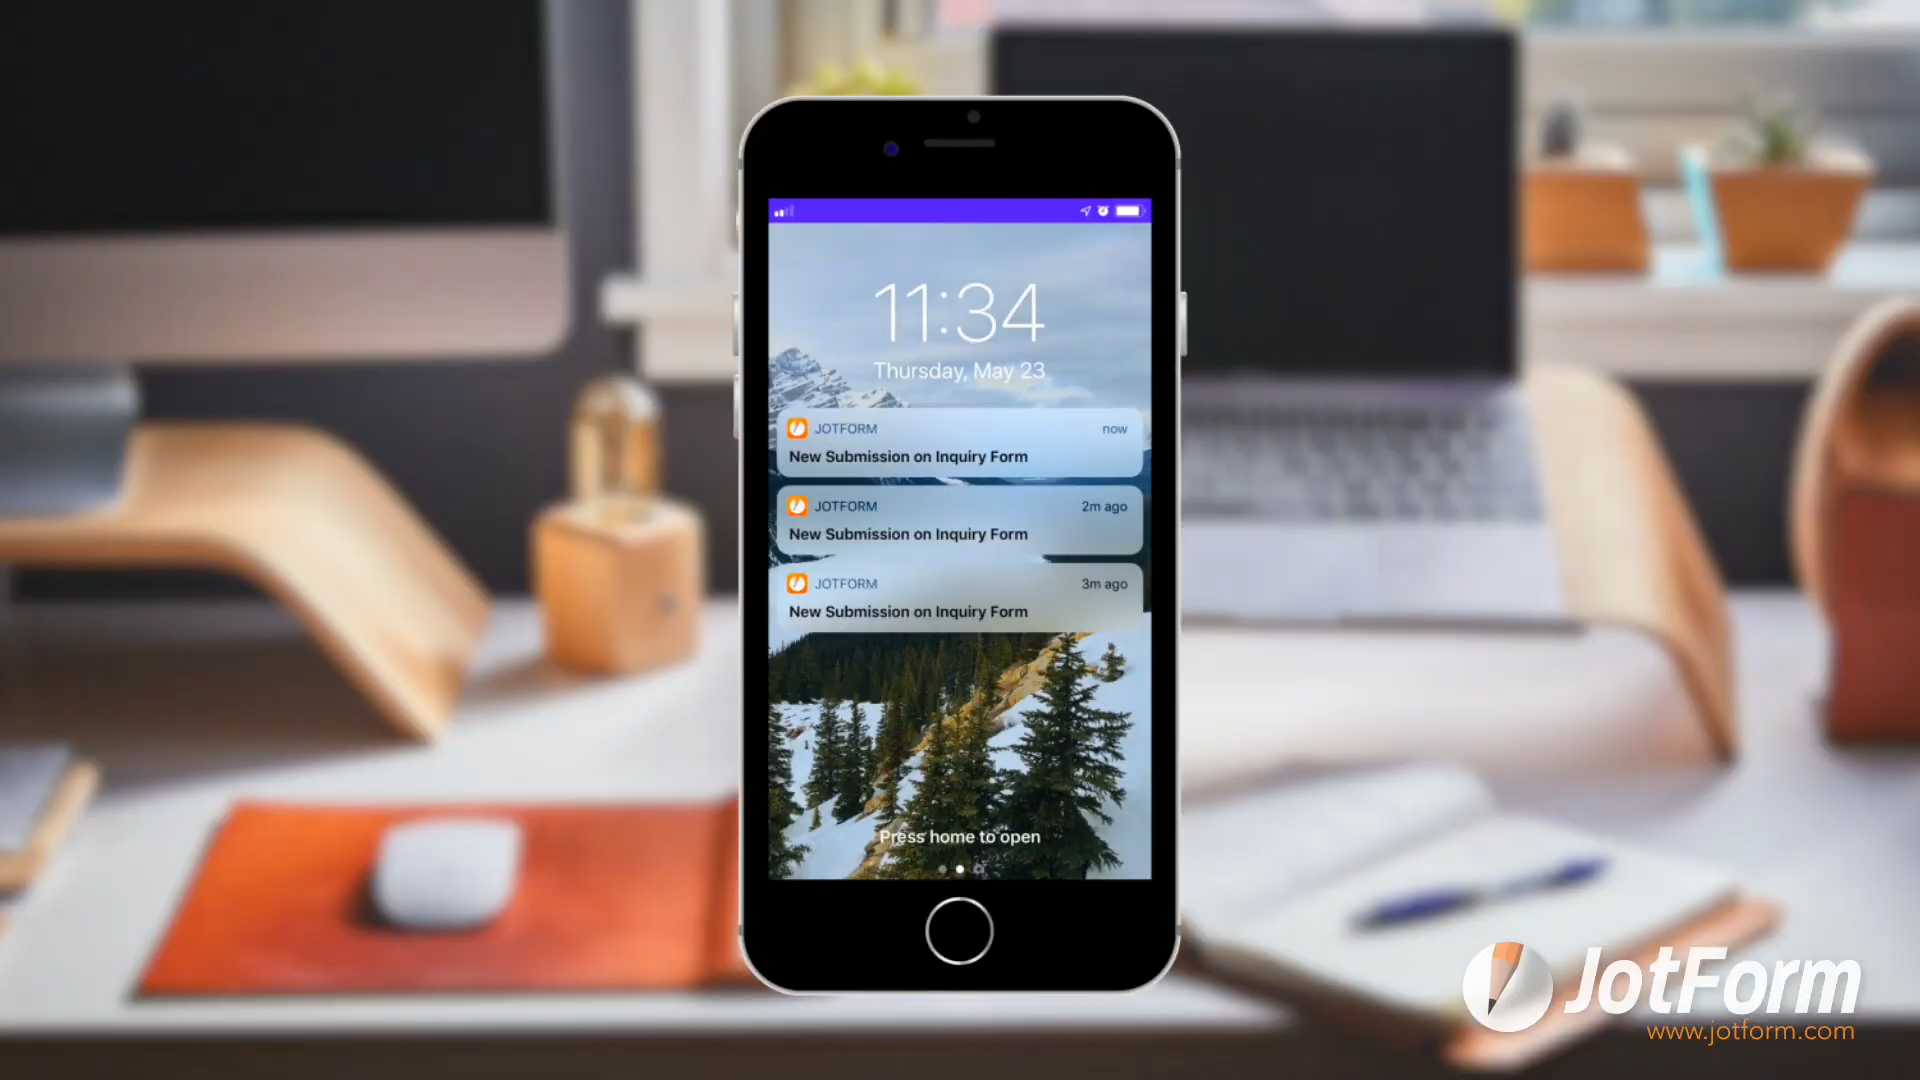 11:34
Thursday, May 23
JOTFORM now
New Submission on Inquiry Form
JOTFORM 2m ago
New Submission on Inquiry Form
JOTFORM 3m ago
New Submission on Inquiry Form
Press home to open
JotForm
www.jotform.com